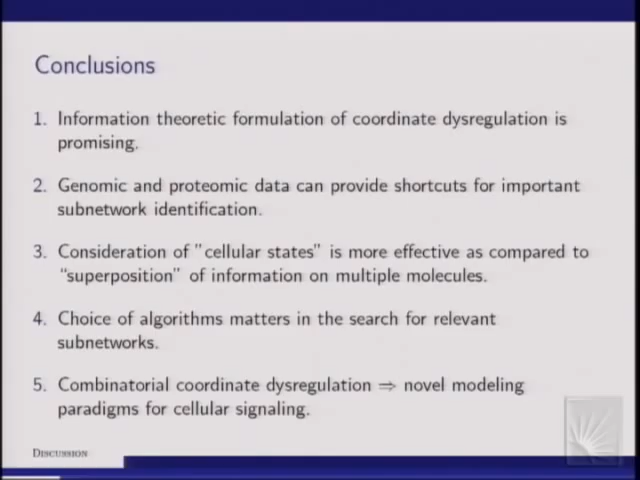 Conclusions
1. Information theoretic formulation of coordinate dysregulation is
promising.
2. Genomic and proteomic data can provide shortcuts for important
subnetwork identification.
3. Consideration of "cellular states" is more effective as compared to
“superposition” of information on multiple molecules.
4. Choice of algorithms matters in the search for relevant
subnetworks.
5. Combinatorial coordinate dysregulation ⇒ novel modeling
paradigms for cellular signaling.
Discussion